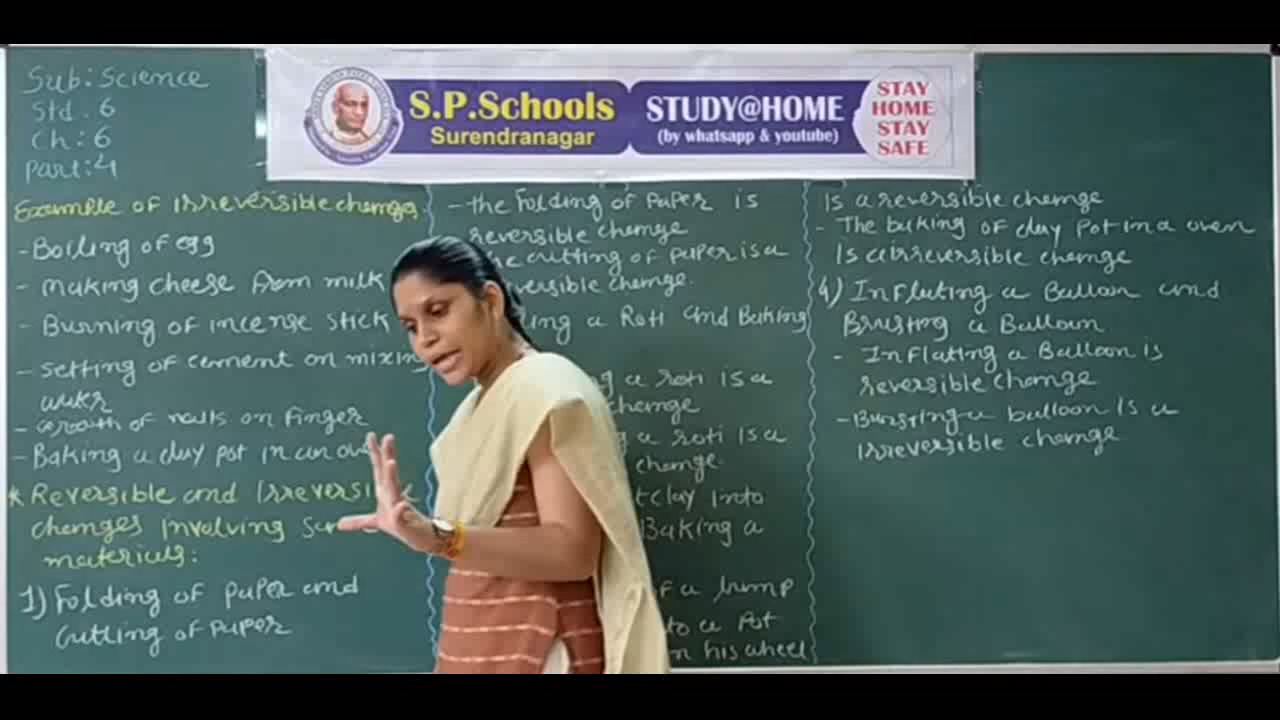 Sub: Science
Std. 6
Ch: 6
Part: 4
S.P.Schools
Surendranagar
STUDY@HOME
(by whatsapp & youtube)
STAY
HOME
STAY
SAFE
Example of irreversible change
- Boiling of egg
- making cheese from milk
- Burning of incense stick
- setting of cement on mixing
- growth of nails on finger
- Baking a clay pot in an
* Reversible and Irreversible
changes involving
materials:
1) Folding of paper and
cutting of paper
- the Folding of paper is
reversible change
cutting of paper is a
change.
a Roti and Baking
a roti is a
change
a roti is a
change.
clay into
Baking a
a lump
to a pot
his wheel
Is a reversible change
- The baking of clay pot in a oven
Is a irreversible change
4) Inflating a Balloon and
Brusting a Balloon
- Inflating a Balloon is
reversible change
- Bursting a balloon is a
irreversible change